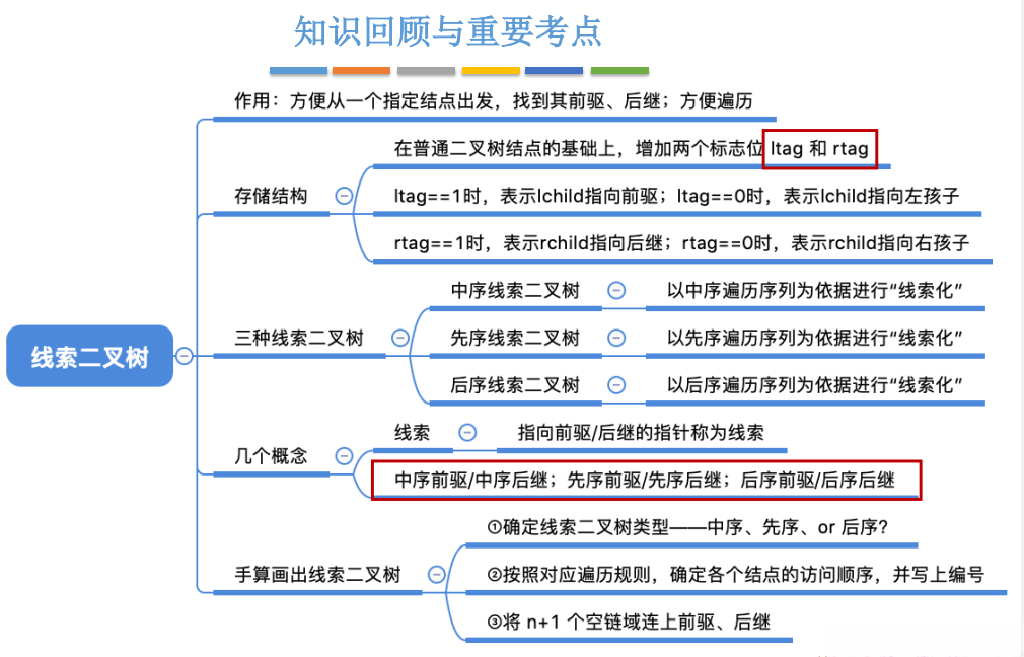 知识回顾与重要考点
作用：方便从一个指定结点出发，找到其前驱、后继；方便遍历
在普通二叉树结点的基础上，增加两个标志位 ltag 和 rtag
存储结构
ltag==1时，表示lchild指向前驱；ltag==0时，表示lchild指向左孩子
rtag==1时，表示rchild指向后继；rtag==0时，表示rchild指向右孩子
中序线索二叉树 以中序遍历序列为依据进行“线索化”
三种线索二叉树 先序线索二叉树 以先序遍历序列为依据进行“线索化”
线索二叉树
后序线索二叉树 以后序遍历序列为依据进行“线索化”
线索 指向前驱/后继的指针称为线索
几个概念
中序前驱/中序后继；先序前驱/先序后继；后序前驱/后序后继
①确定线索二叉树类型——中序、先序、or 后序？
手算画出线索二叉树 ②按照对应遍历规则，确定各个结点的访问顺序，并写上编号
③将 n+1 个空链域连上前驱、后继